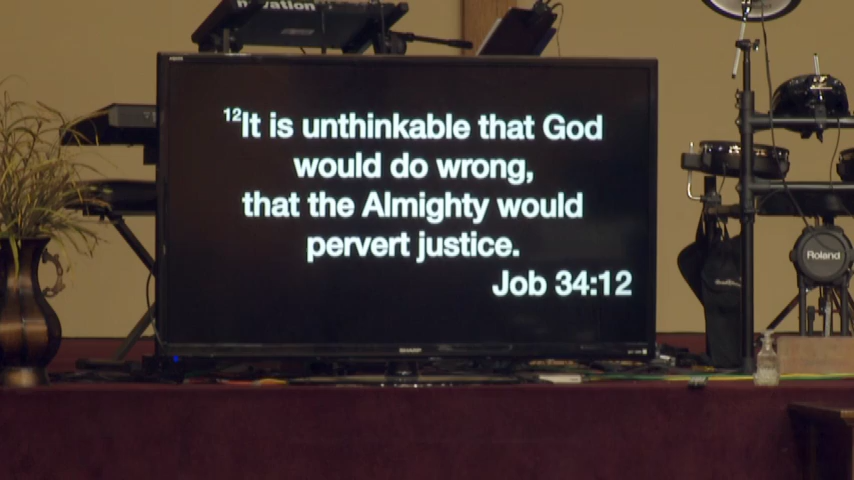 novation
¹²It is unthinkable that God
would do wrong,
that the Almighty would
pervert justice.
Job 34:12
Roland
SHARP